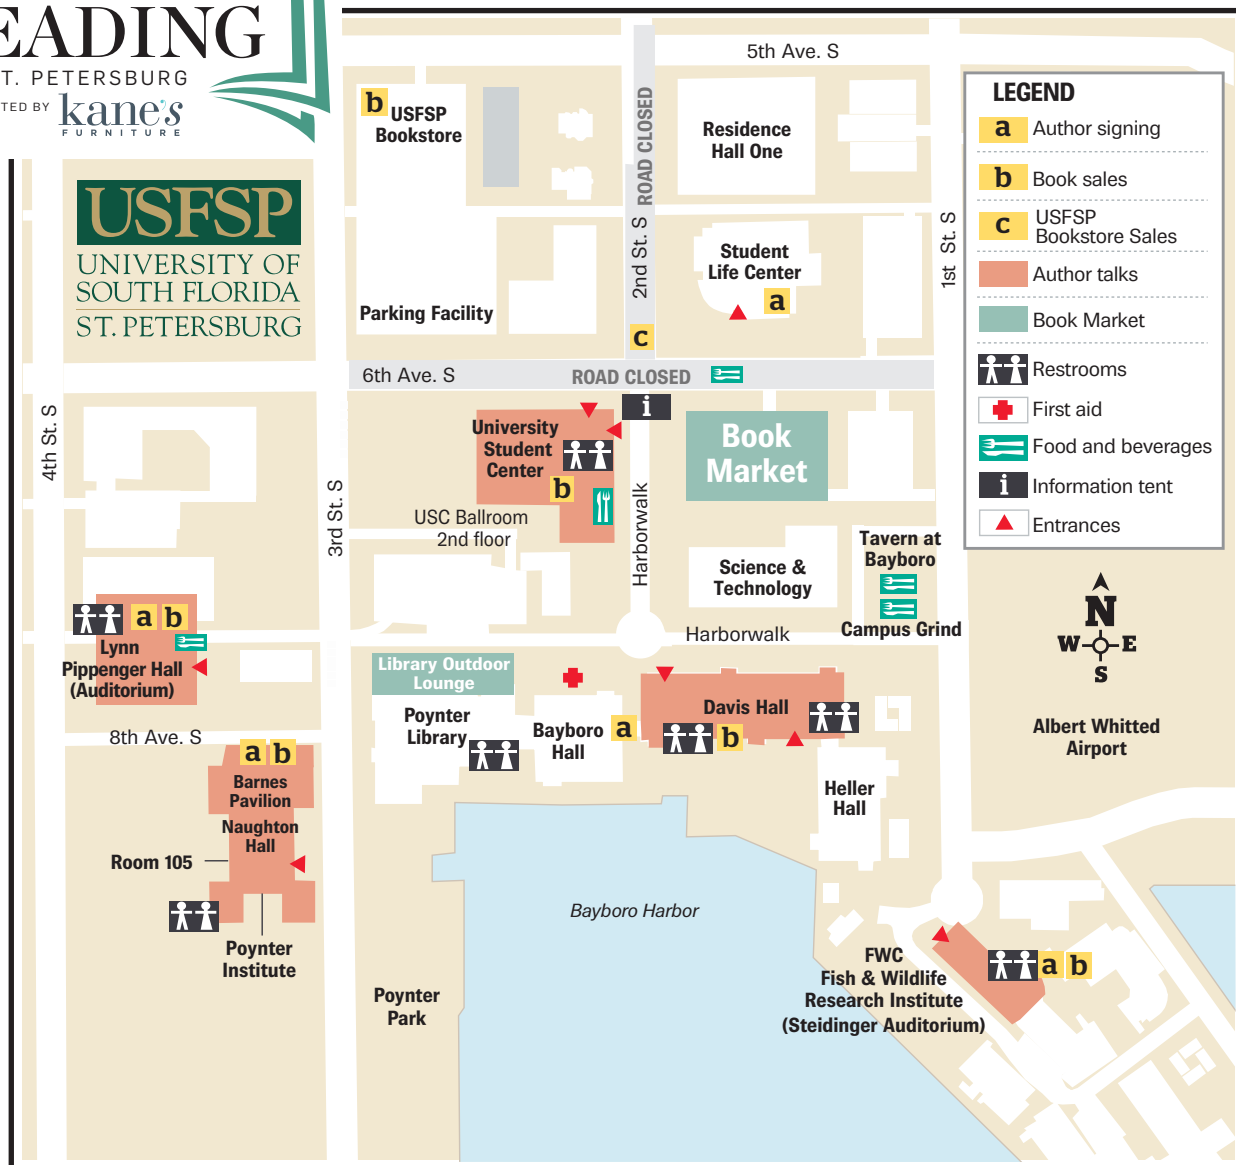 EADING
T. PETERSBURG
TED BY kane's
FURNITURE
USFSP
UNIVERSITY OF
SOUTH FLORIDA
ST. PETERSBURG
5th Ave. S
b
USFSP
Bookstore
ROAD CLOSED
Residence
Hall One
2nd St. S
1st St. S
Student
Life Center
a
Parking Facility
c
6th Ave. S
ROAD CLOSED
LEGEND
a Author signing
b Book sales
c USFSP
Bookstore Sales
Author talks
Book Market
Restrooms
First aid
Food and beverages
i Information tent
Entrances
4th St. S
3rd St. S
i
University
Student
Center
b
USC Ballroom
2nd floor
Harborwalk
Book
Market
Science &
Technology
Tavern at
Bayboro
Campus Grind
Harborwalk
N
W E
S
Albert Whitted
Airport
a b
Lynn
Pippenger Hall
(Auditorium)
8th Ave. S
Library Outdoor
Lounge
Poynter
Library
Bayboro
Hall
a
Davis Hall
b
Heller
Hall
a b
Barnes
Pavilion
Naughton
Hall
Room 105
Poynter
Institute
Bayboro Harbor
Poynter
Park
FWC
Fish & Wildlife
Research Institute
(Steidinger Auditorium)
a b